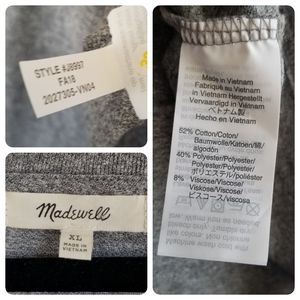 STYLE #J8997
FA18
2027305-VN04
Madewell
XL
MADE IN
VIETNAM
Made in Vietnam
Fabriqué au Vietnam
in Vietnam Hergestellt
Vervaardigd in Vietnam
ベトナム製
Hecho en Vietnam
52% Cotton/Coton/
Baumwolle/Katoen/綿/
algodón
40% Polyester/Polyester/
Polyester/Polyester/
ポリエステル/poliéster
8% Viscose/Viscose/
Viskose/Viscose/
ビスコース/Viscosa